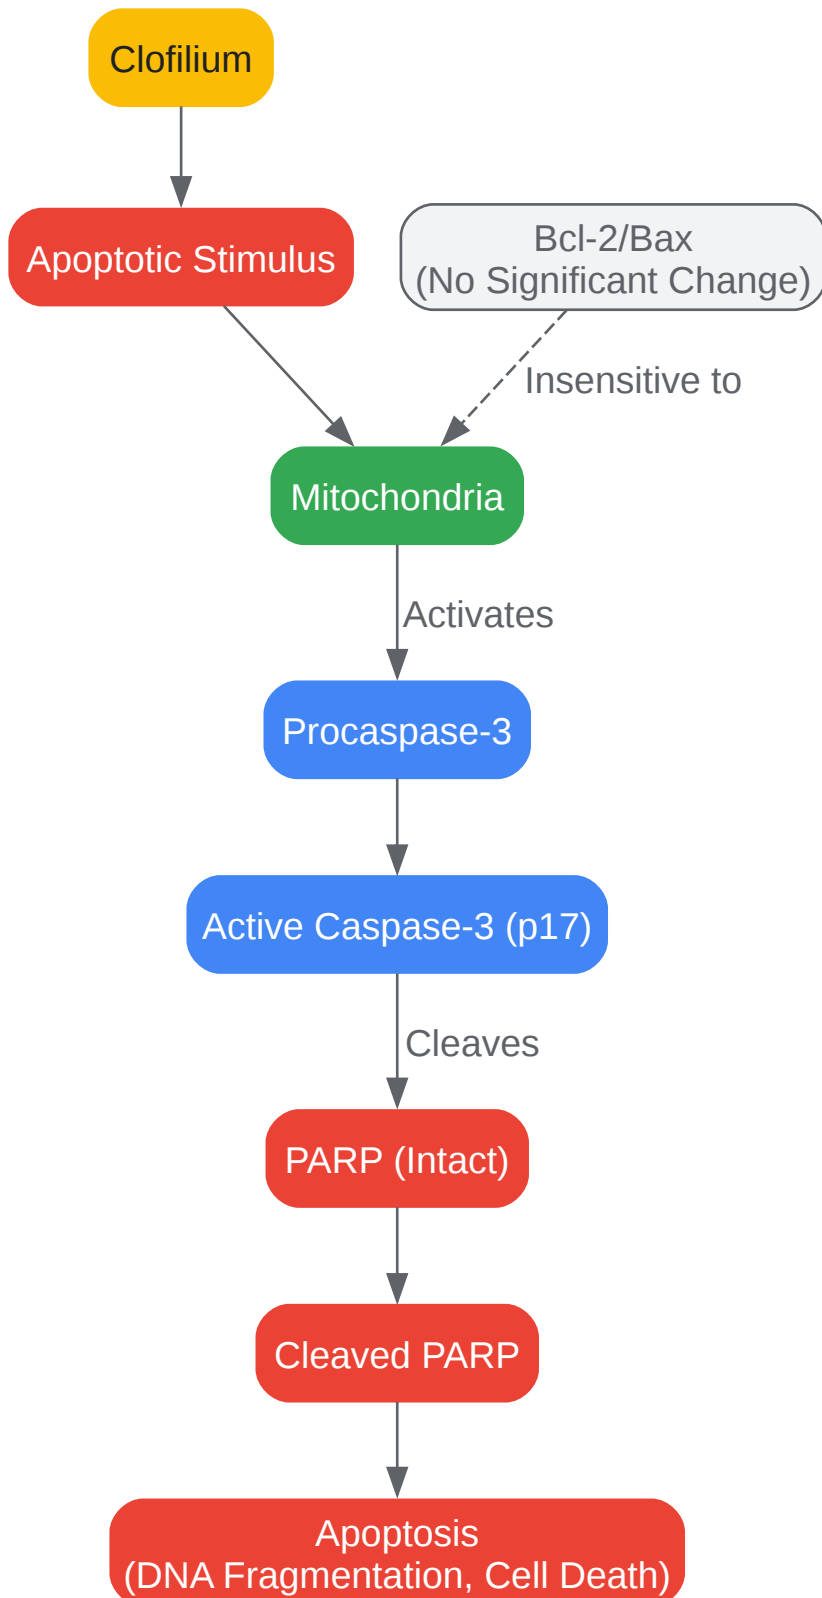 Clofilium
Apoptotic Stimulus
Bcl-2/Bax
(No Significant Change)
Insensitive to
Mitochondria
Activates
Procaspase-3
Active Caspase-3 (p17)
Cleaves
PARP (Intact)
Cleaved PARP
Apoptosis
(DNA Fragmentation, Cell Death)